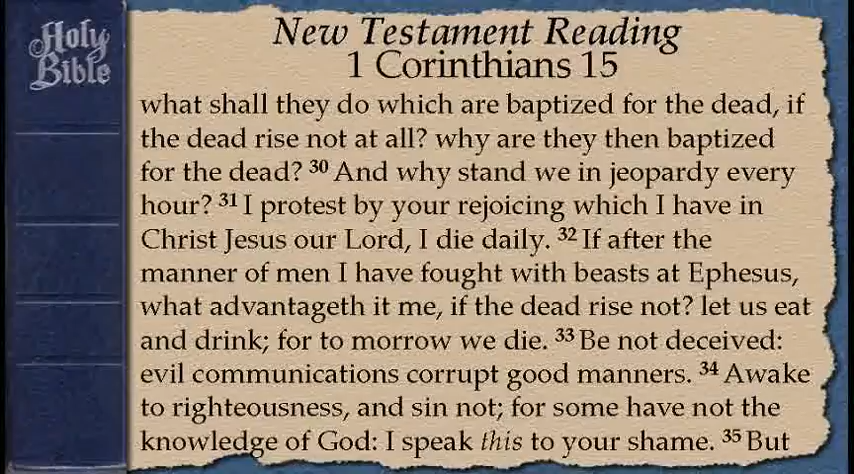 Holy
Bible
New Testament Reading
1 Corinthians 15
what shall they do which are baptized for the dead, if
the dead rise not at all? why are they then baptized
for the dead? 30 And why stand we in jeopardy every
hour? 31 I protest by your rejoicing which I have in
Christ Jesus our Lord, I die daily. 32 If after the
manner of men I have fought with beasts at Ephesus,
what advantageth it me, if the dead rise not? let us eat
and drink; for to morrow we die. 33 Be not deceived:
evil communications corrupt good manners. 34 Awake
to righteousness, and sin not; for some have not the
knowledge of God: I speak this to your shame. 35 But